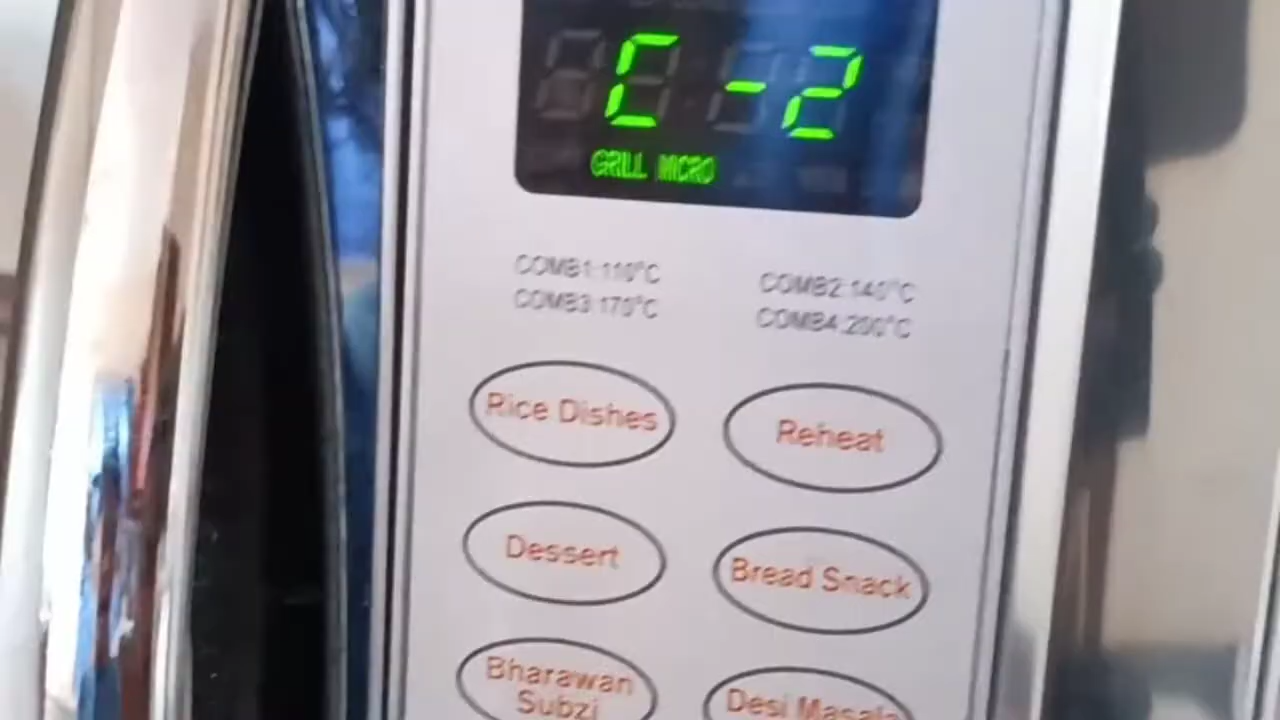 C -2
GRILL MICRO
COMB1:110°C COMB2:140°C
COMB3:170°C COMB4:200°C
Rice Dishes
Reheat
Dessert
Bread Snack
Bharawan
Subzi
Desi Masala